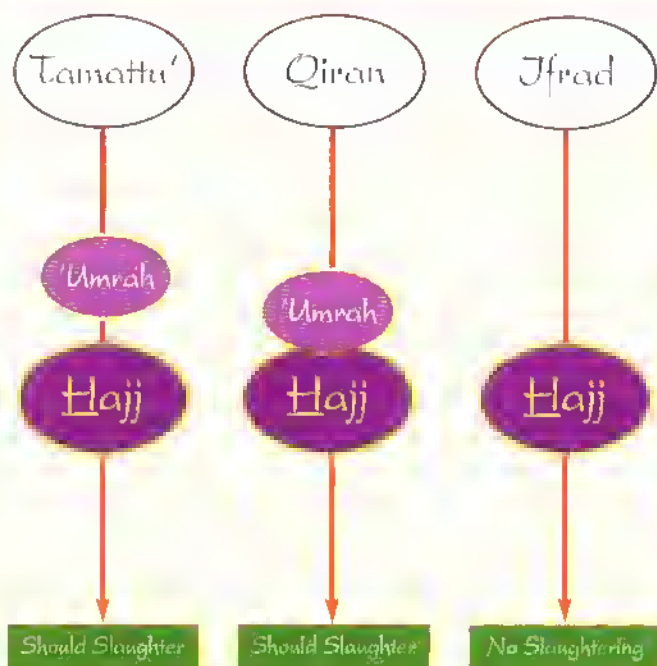 Tamattu'
Qiran
Ifrad
'Umrah
'Umrah
Hajj
Hajj
Hajj
Should Slaughter
Should Slaughter
No Slaughtering